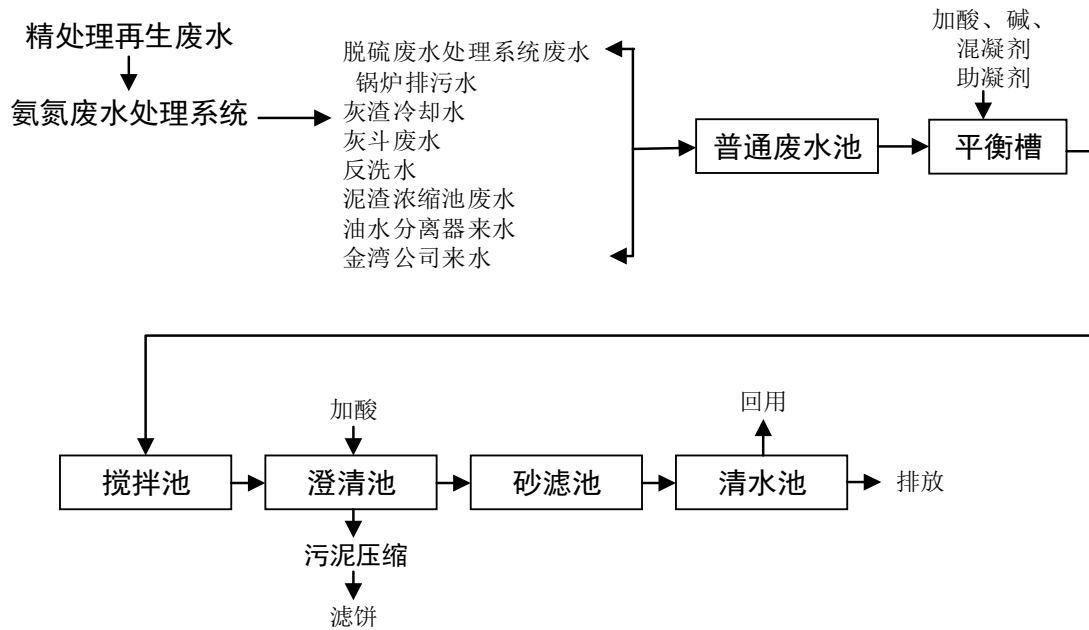 精处理再生废水
氨氮废水处理系统
脱硫废水处理系统废水
锅炉排污水
灰渣冷却水
灰斗废水
反洗水
泥渣浓缩池废水
油水分离器来水
金湾公司来水
普通废水池
加酸、碱、
混凝剂
助凝剂
平衡槽
搅拌池
加酸
澄清池
污泥压缩
滤饼
砂滤池
回用
清水池
排放